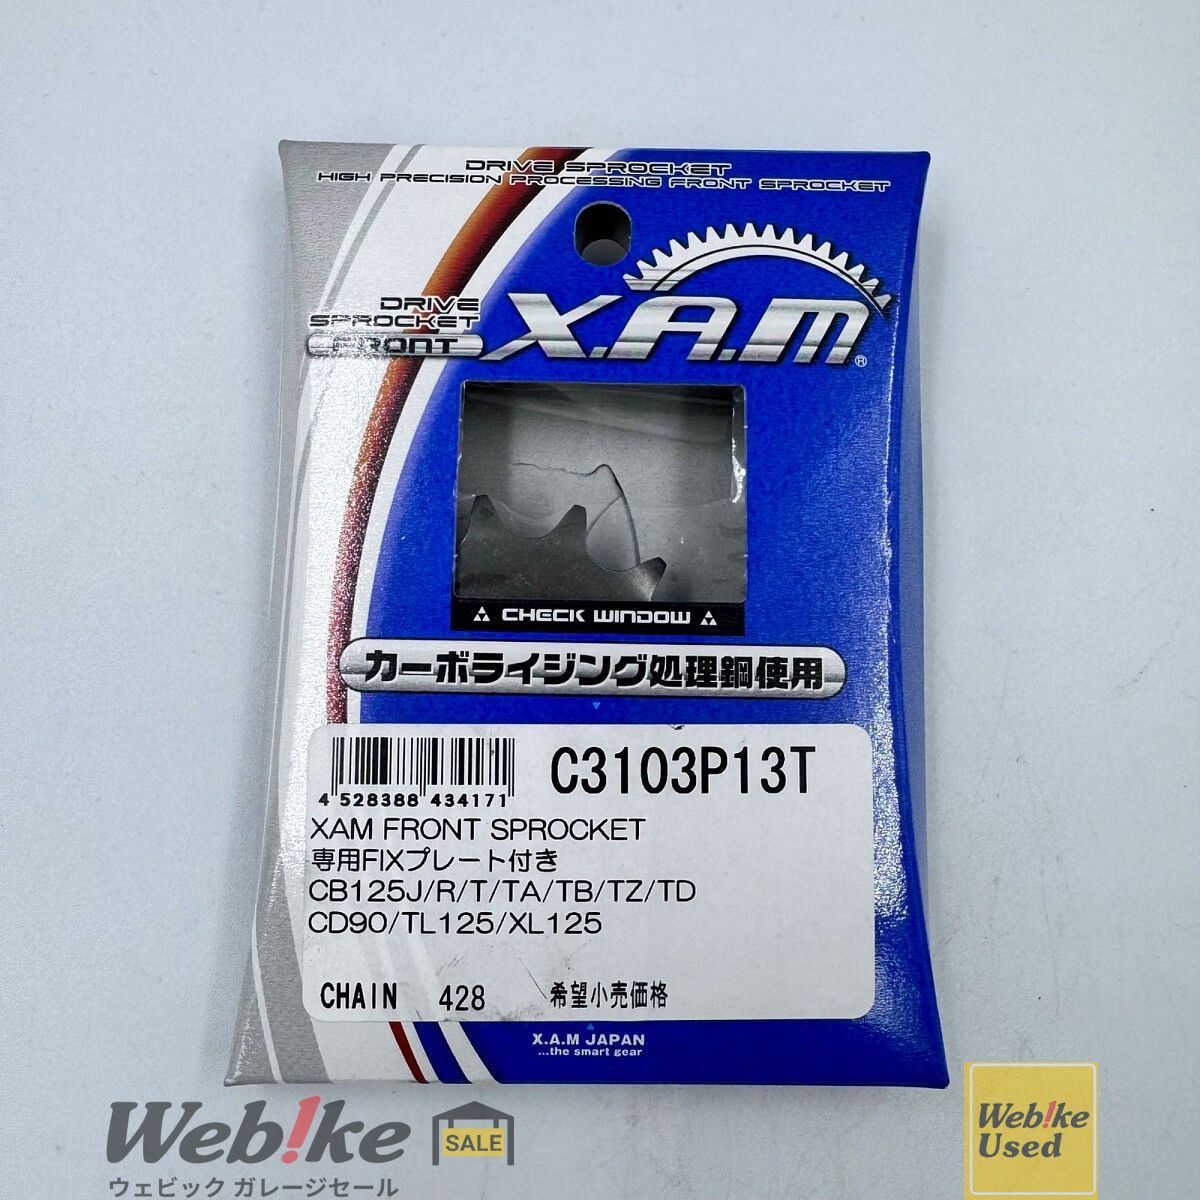 DRIVE SPROCKET
HIGH PRECISION PROCESSING FRONT SPROCKET
DRIVE
SPROCKET
FRONT
X.A.M®
CHECK WINDOW
カーボライジング処理鋼使用
4 528388 434171
C3103P13T
XAM FRONT SPROCKET
専用FIXプレート付き
CB125J/R/T/TA/TB/TZ/TD
CD90/TL125/XL125
CHAIN 428 希望小売価格
X.A.M JAPAN
...the smart gear
Web!ke SALE
ウェビック ガレージセール
Web!ke
Used